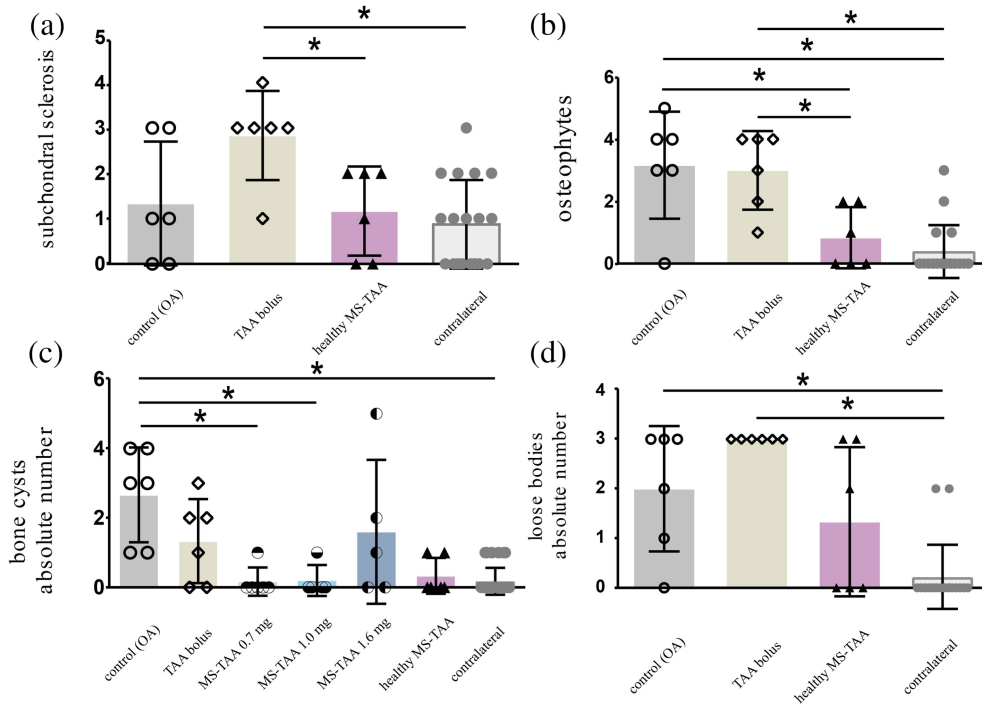 (a)
subchondral sclerosis
5
4
3
2
1
0
*
*
control (OA)
TAA bolus
healthy MS-TAA
contralateral
(b)
osteophytes
6
4
2
0
*
*
*
*
control (OA)
TAA bolus
healthy MS-TAA
contralateral
(c)
bone cysts
absolute number
6
4
2
0
*
*
*
control (OA)
TAA bolus
MS-TAA 0.7 mg
MS-TAA 1.0 mg
MS-TAA 1.6 mg
healthy MS-TAA
contralateral
(d)
loose bodies
absolute number
4
3
2
1
0
*
*
control (OA)
TAA bolus
healthy MS-TAA
contralateral